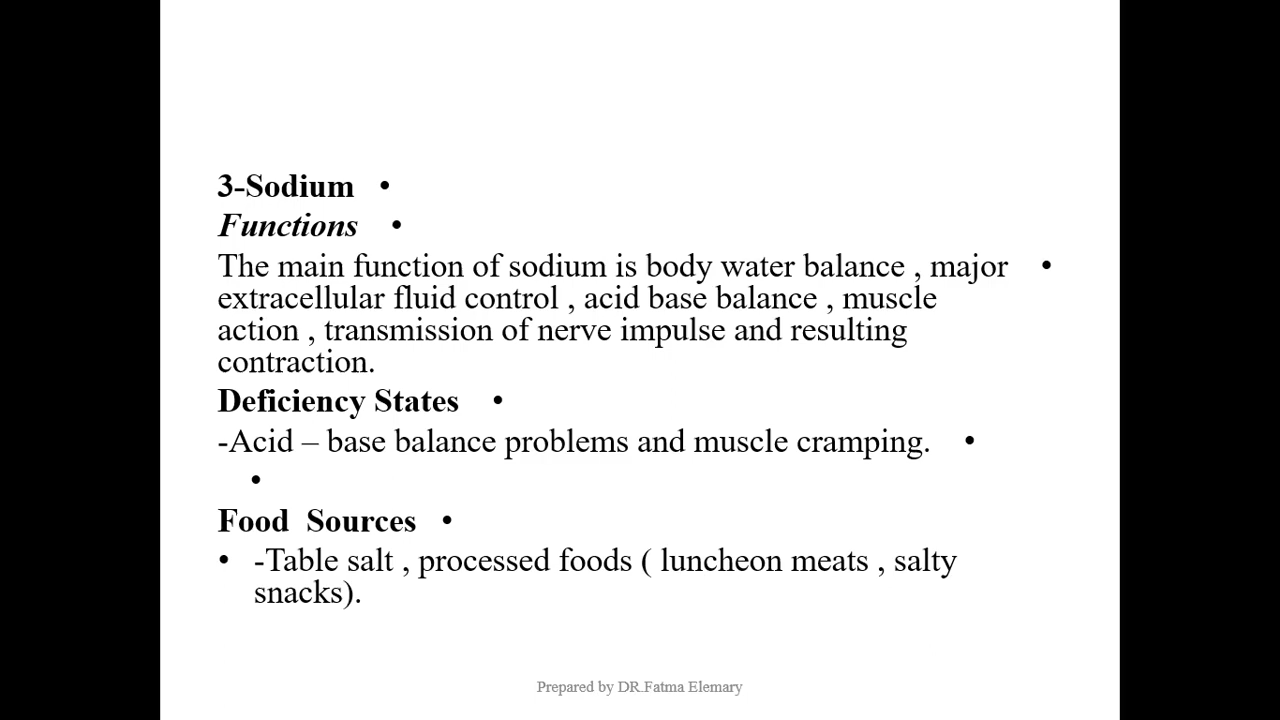 3-Sodium •
Functions •
The main function of sodium is body water balance , major •
extracellular fluid control , acid base balance , muscle
action , transmission of nerve impulse and resulting
contraction.
Deficiency States •
-Acid – base balance problems and muscle cramping. •
•
Food  Sources •
• -Table salt , processed foods ( luncheon meats , salty
snacks).
Prepared by DR.Fatma Elemary